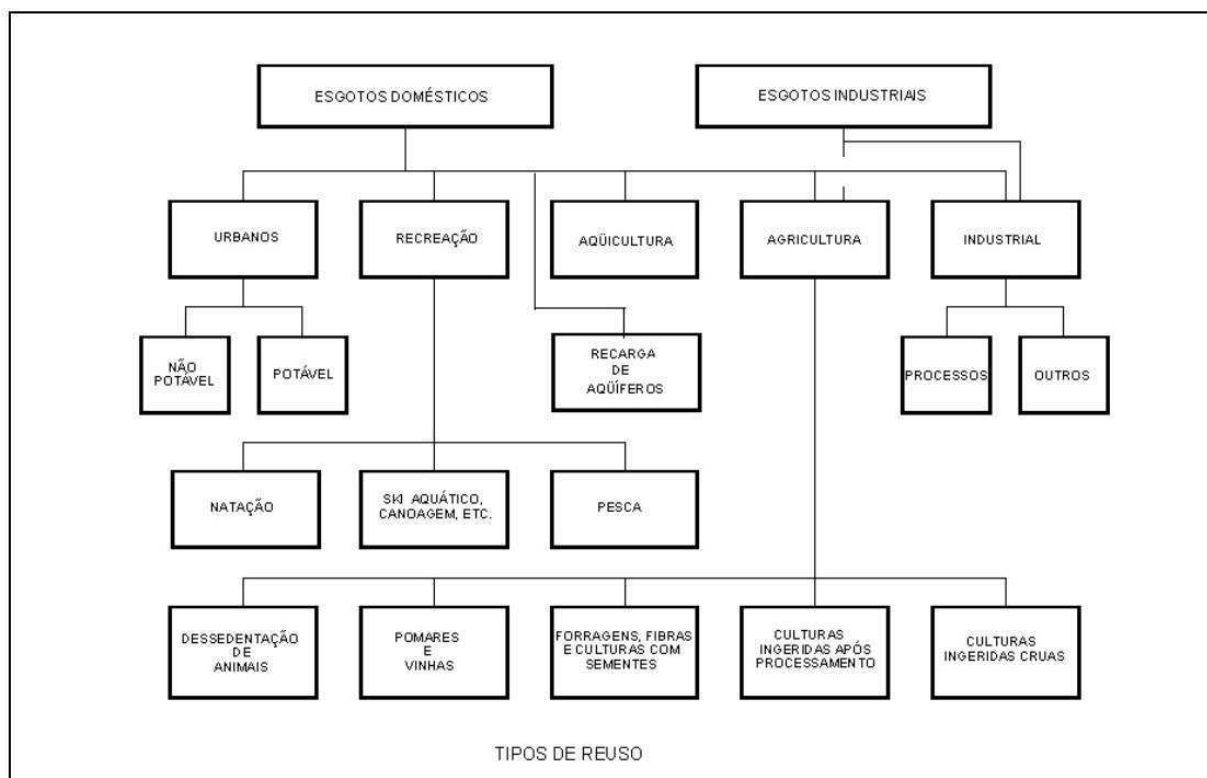 ESGOTOS DOMÉSTICOS
ESGOTOS INDUSTRIAIS
URBANOS
RECREAÇÃO
AQÜICULTURA
AGRICULTURA
INDUSTRIAL
NÃO
POTÁVEL
POTÁVEL
RECARGA
DE
AQÜÍFEROS
PROCESSOS
OUTROS
NATAÇÃO
SKI AQUÁTICO,
CANOAGEM, ETC.
PESCA
DESSEDENTAÇÃO
DE
ANIMAIS
POMARES
E
VINHAS
FORRAGENS, FIBRAS
E CULTURAS COM
SEMENTES
CULTURAS
INGERIDAS APÓS
PROCESSAMENTO
CULTURAS
INGERIDAS CRUAS
TIPOS DE REUSO